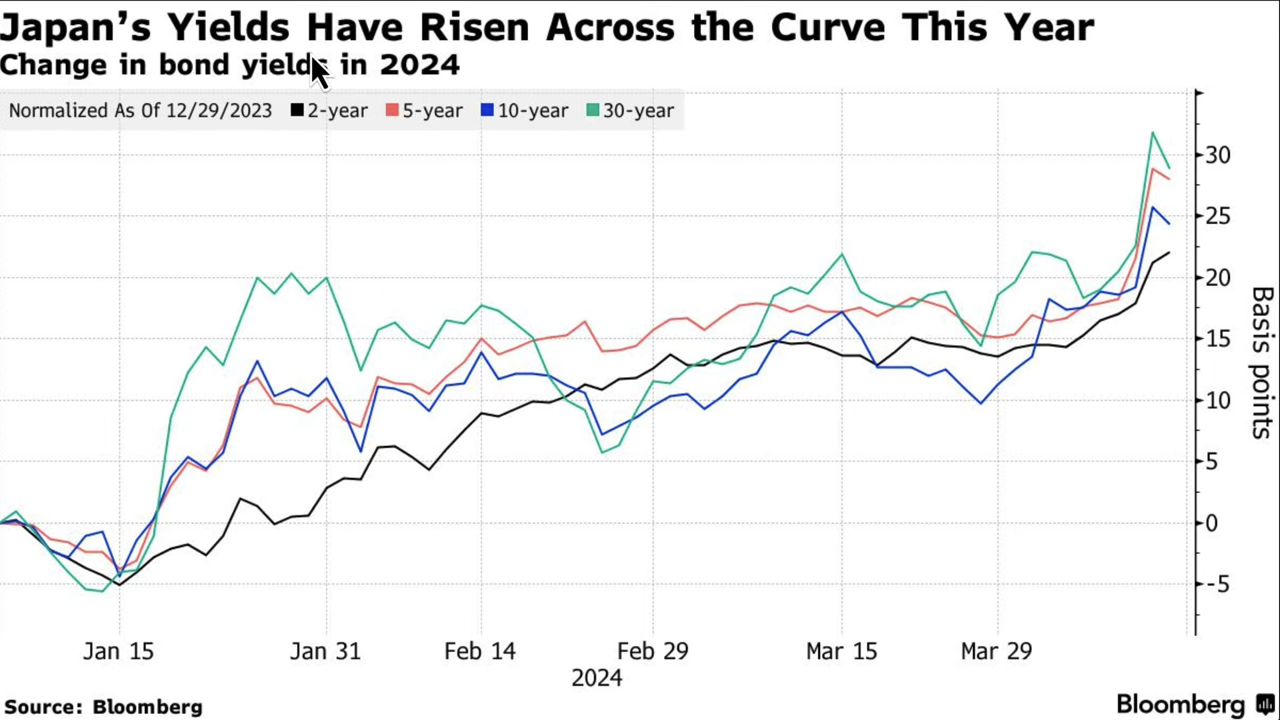 Japan’s Yields Have Risen Across the Curve This Year
Change in bond yields in 2024
Normalized As Of 12/29/2023 2-year 5-year 10-year 30-year
30
25
20
15
10
5
0
-5
Basis points
Jan 15 Jan 31 Feb 14 Feb 29 Mar 15 Mar 29
2024
Source: Bloomberg
Bloomberg